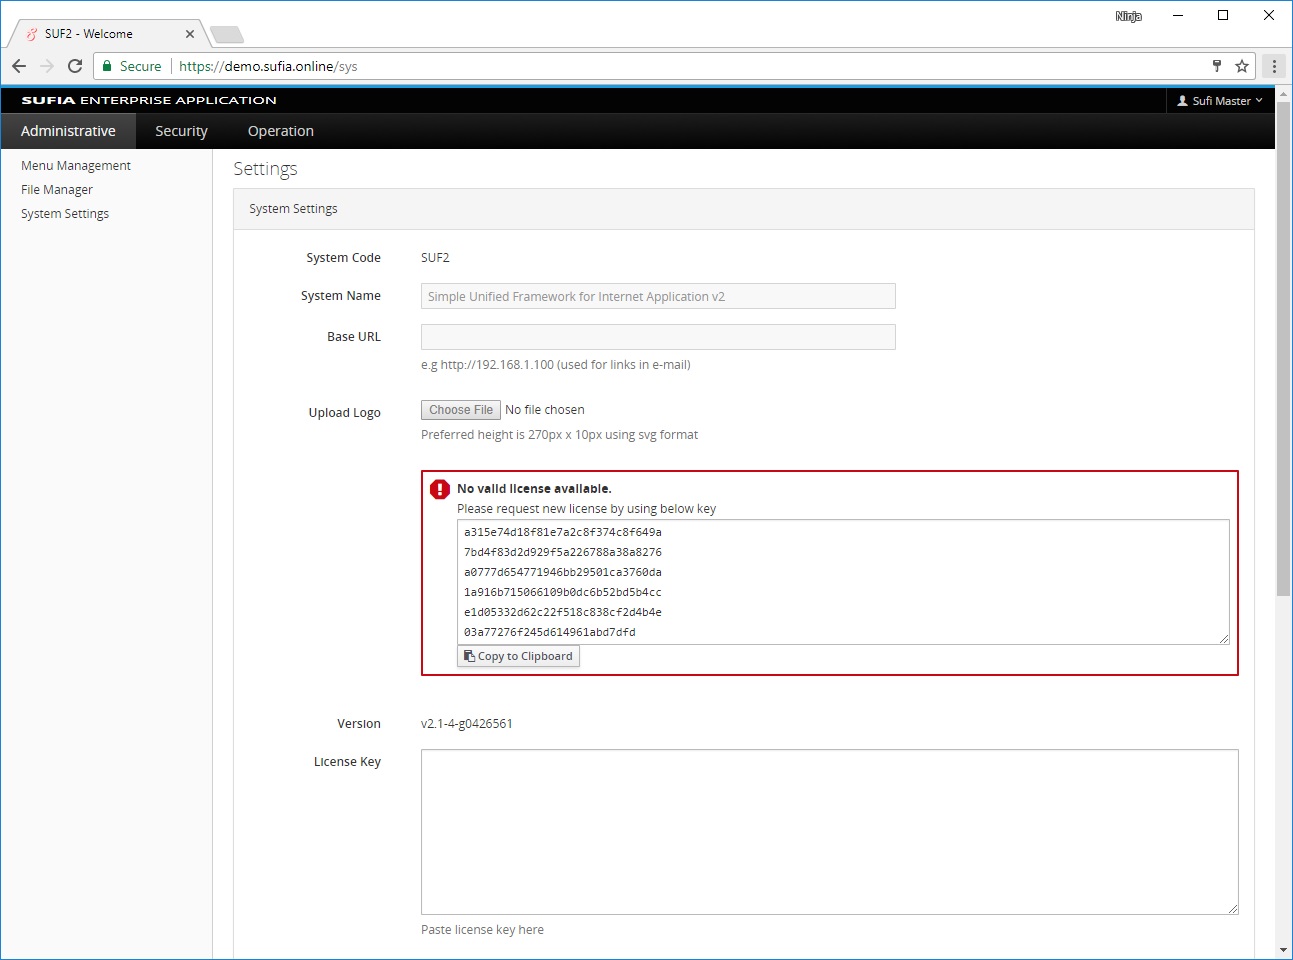 Ninja
SUF2 - Welcome
Secure
https://demo.sufia.online/sys
SUFIA ENTERPRISE APPLICATION
Sufi Master
Administrative
Security
Operation
Menu Management
File Manager
System Settings
Settings
System Settings
System Code
SUF2
System Name
Simple Unified Framework for Internet Application v2
Base URL
e.g http://192.168.1.100 (used for links in e-mail)
Upload Logo
Choose File No file chosen
Preferred height is 270px x 10px using svg format
No valid license available.
Please request new license by using below key
a315e74d18f81e7a2c8f374c8f649a
7bd4f83d2d929f5a226788a38a8276
a0777d654771946bb29501ca3760da
1a916b715066109b0dc6b52bd5b4cc
e1d05332d62c22f518c838cf2d4b4e
03a77276f245d614961abd7dfd
Copy to Clipboard
Version
v2.1-4-g0426561
License Key
Paste license key here